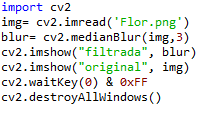 import cv2
img= cv2.imread('Flor.png')
blur= cv2.medianBlur(img,3)
cv2.imshow("filtrada", blur)
cv2.imshow("original", img)
cv2.waitKey(0) & 0xFF
cv2.destroyAllWindows()